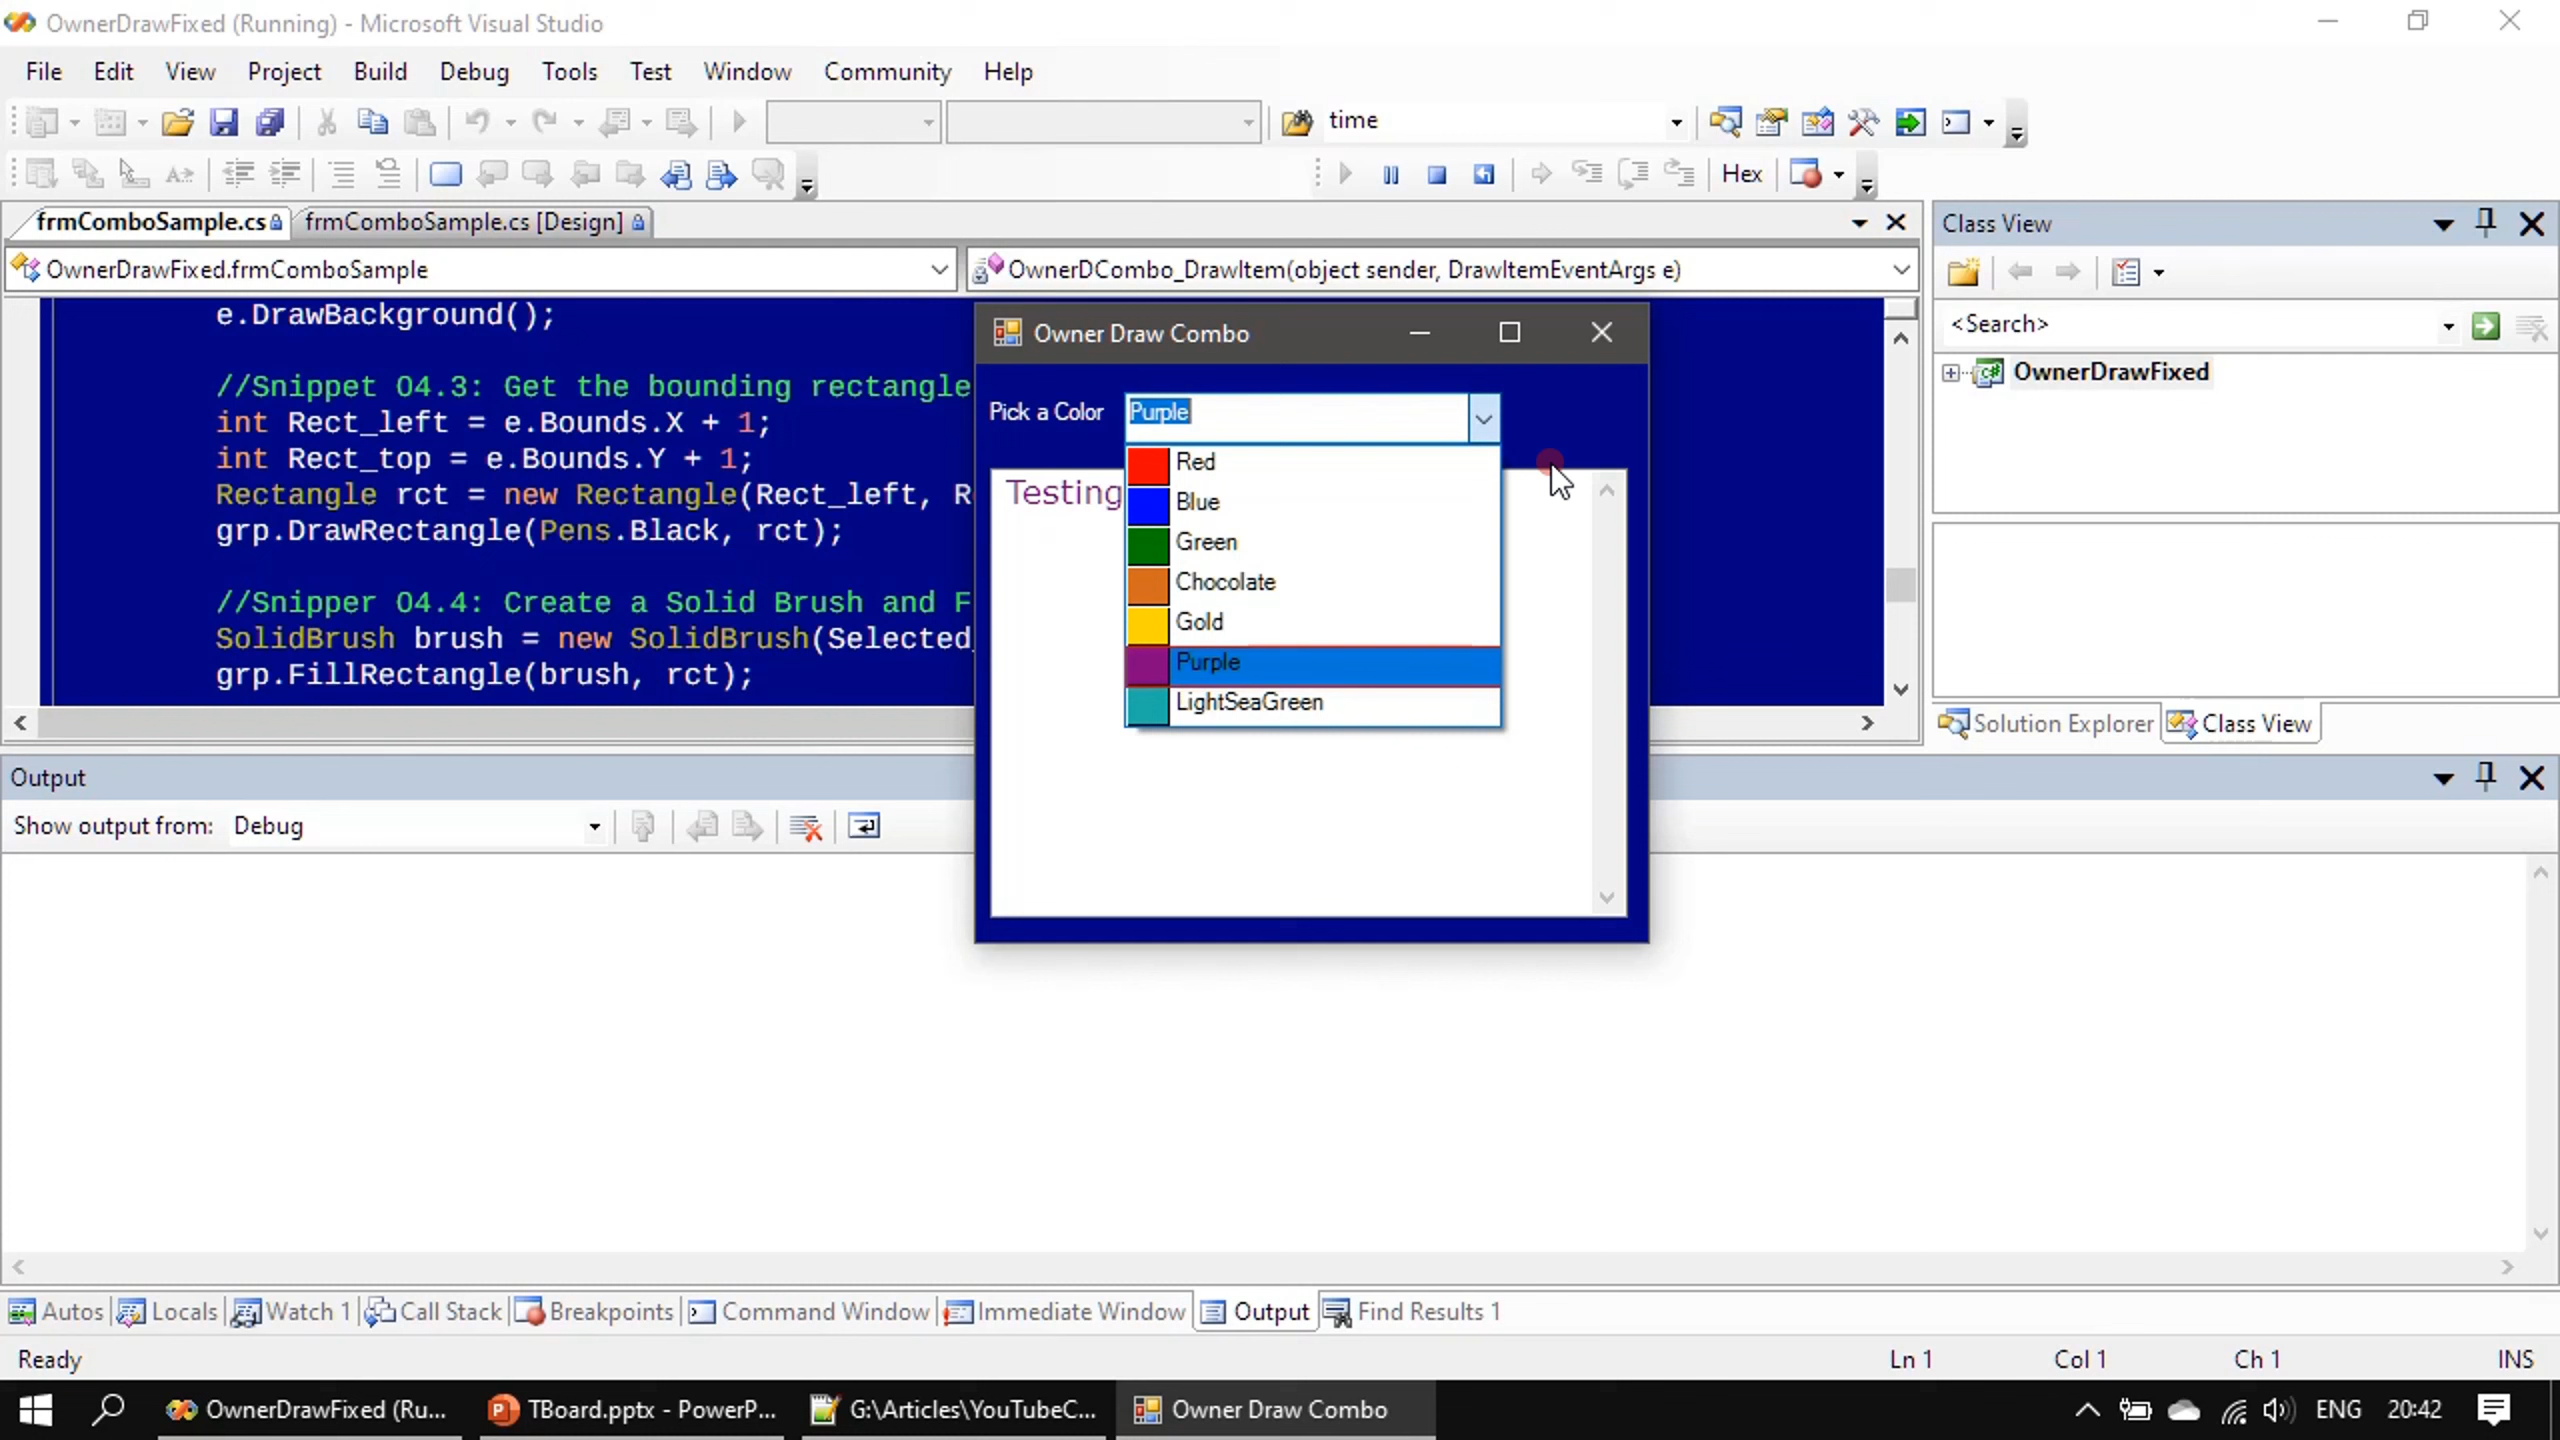 OwnerDrawFixed (Running) - Microsoft Visual Studio
File Edit View Project Build Debug Tools Test Window Community Help
time
Hex
frmComboSample.cs frmComboSample.cs [Design]
OwnerDrawFixed.frmComboSample
OwnerDCombo_DrawItem(object sender, DrawItemEventArgs e)
e.DrawBackground();
//Snippet 04.3: Get the bounding rectangle
int Rect_left = e.Bounds.X + 1;
int Rect_top = e.Bounds.Y + 1;
Rectangle rct = new Rectangle(Rect_left, R
grp.DrawRectangle(Pens.Black, rct);
//Snipper 04.4: Create a Solid Brush and F
SolidBrush brush = new SolidBrush(Selected_
grp.FillRectangle(brush, rct);
Owner Draw Combo
Pick a Color
Purple
Testing
Red
Blue
Green
Chocolate
Gold
Purple
LightSeaGreen
Class View
<Search>
OwnerDrawFixed
Solution Explorer Class View
Output
Show output from: Debug
Autos Locals Watch 1 Call Stack Breakpoints Command Window Immediate Window Output Find Results 1
Ready
Ln 1 Col 1 Ch 1 INS
OwnerDrawFixed (Ru... TBoard.pptx - PowerP... G:\Articles\YouTubeC... Owner Draw Combo
ENG 20:42